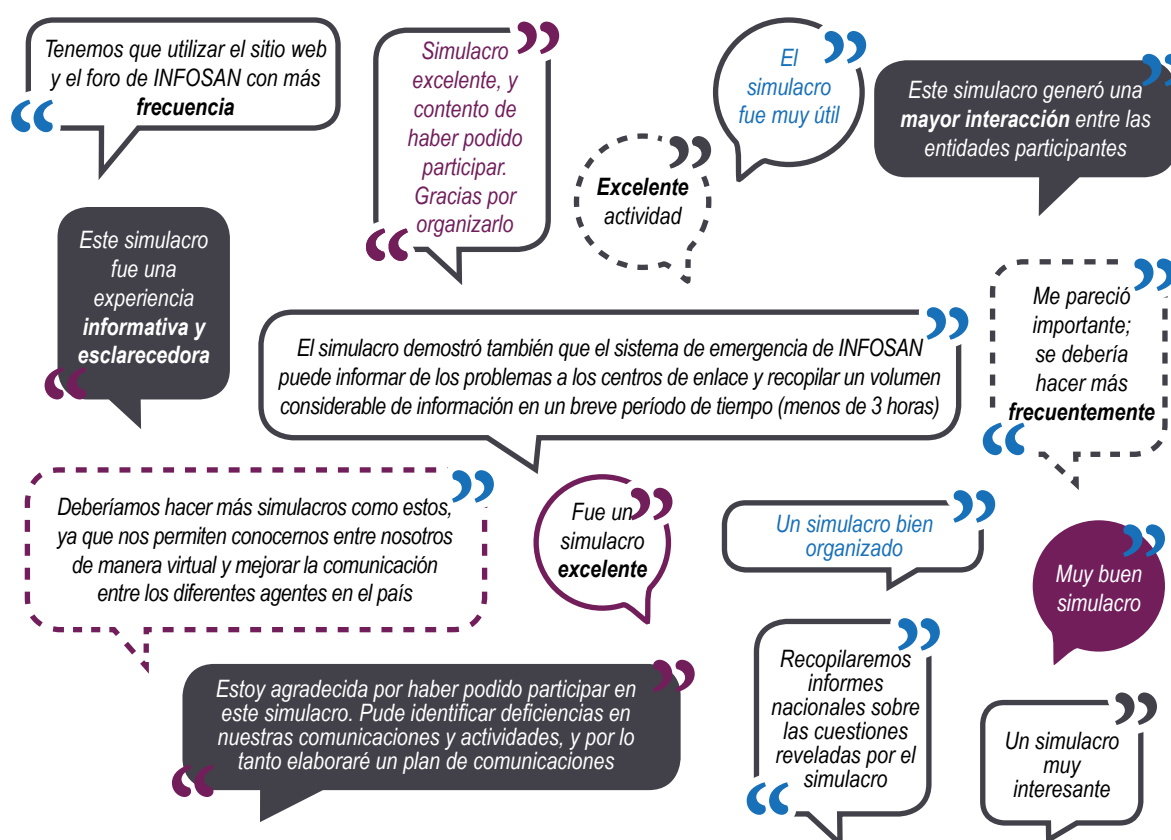 Tenemos que utilizar el sitio web
y el foro de INFOSAN con más
frecuencia
Simulacro
excelente, y
contento de
haber podido
participar.
Gracias por
organizarlo
El
simulacro
fue muy útil
Este simulacro generó una
mayor interacción entre las
entidades participantes
Excelente
actividad
Este simulacro
fue una
experiencia
informativa y
esclarecedora
El simulacro demostró también que el sistema de emergencia de INFOSAN
puede informar de los problemas a los centros de enlace y recopilar un volumen
considerable de información en un breve período de tiempo (menos de 3 horas)
Me pareció
importante;
se debería
hacer más
frecuentemente
Deberíamos hacer más simulacros como estos,
ya que nos permiten conocernos entre nosotros
de manera virtual y mejorar la comunicación
entre los diferentes agentes en el país
Fue un
simulacro
excelente
Un simulacro bien
organizado
Muy buen
simulacro
Estoy agradecida por haber podido participar en
este simulacro. Pude identificar deficiencias en
nuestras comunicaciones y actividades, y por lo
tanto elaboraré un plan de comunicaciones
Recopilaremos
informes
nacionales sobre
las cuestiones
reveladas por el
simulacro
Un simulacro
muy
interesante